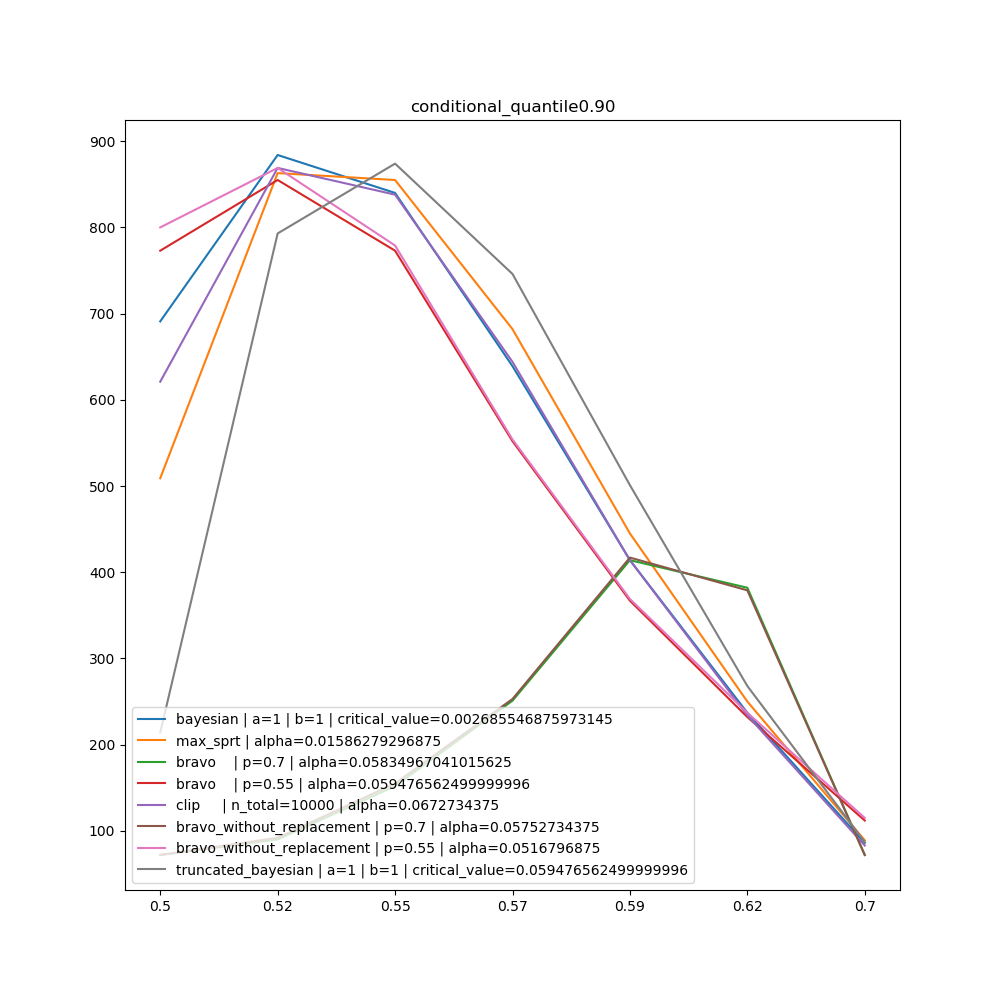 conditional_quantile0.90
900
800
700
600
500
400
300
200
100
bayesian | a=1 | b=1 | critical_value=0.002685546875973145
max_sprt | alpha=0.01586279296875
bravo    | p=0.7 | alpha=0.05834967041015625
bravo    | p=0.55 | alpha=0.059476562499999996
clip     | n_total=10000 | alpha=0.0672734375
bravo_without_replacement | p=0.7 | alpha=0.05752734375
bravo_without_replacement | p=0.55 | alpha=0.0516796875
truncated_bayesian | a=1 | b=1 | critical_value=0.059476562499999996
0.5 0.52 0.55 0.57 0.59 0.62 0.7